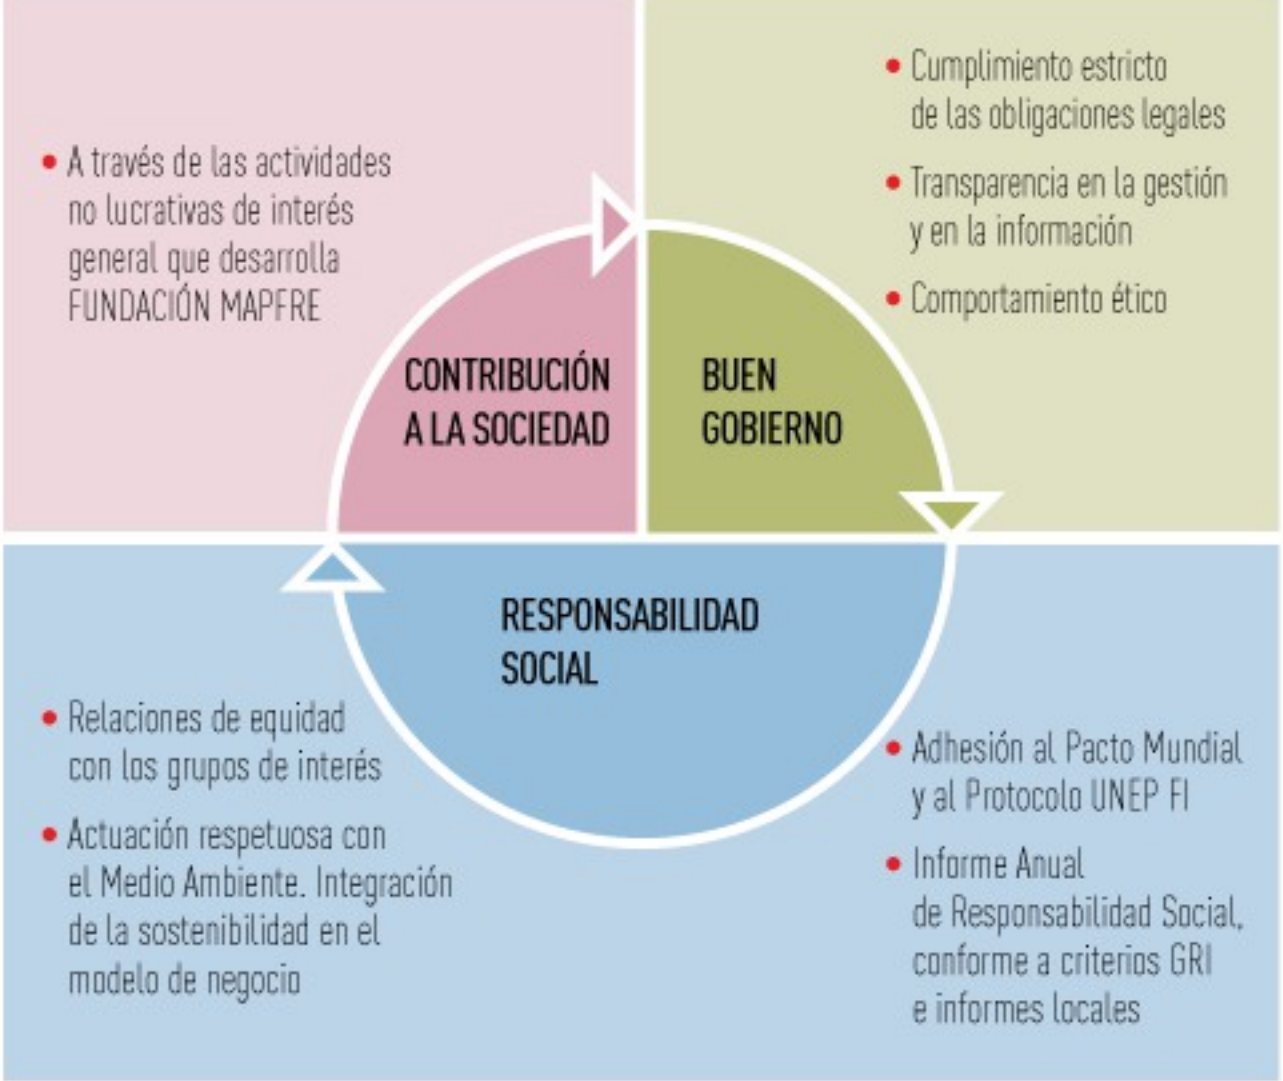 • A través de las actividades
no lucrativas de interés
general que desarrolla
FUNDACIÓN MAPFRE
CONTRIBUCIÓN
A LA SOCIEDAD
• Cumplimiento estricto
de las obligaciones legales
• Transparencia en la gestión
y en la información
• Comportamiento ético
BUEN
GOBIERNO
RESPONSABILIDAD
SOCIAL
• Relaciones de equidad
con los grupos de interés
• Actuación respetuosa con
el Medio Ambiente. Integración
de la sostenibilidad en el
modelo de negocio
• Adhesión al Pacto Mundial
y al Protocolo UNEP FI
• Informe Anual
de Responsabilidad Social,
conforme a criterios GRI
e informes locales